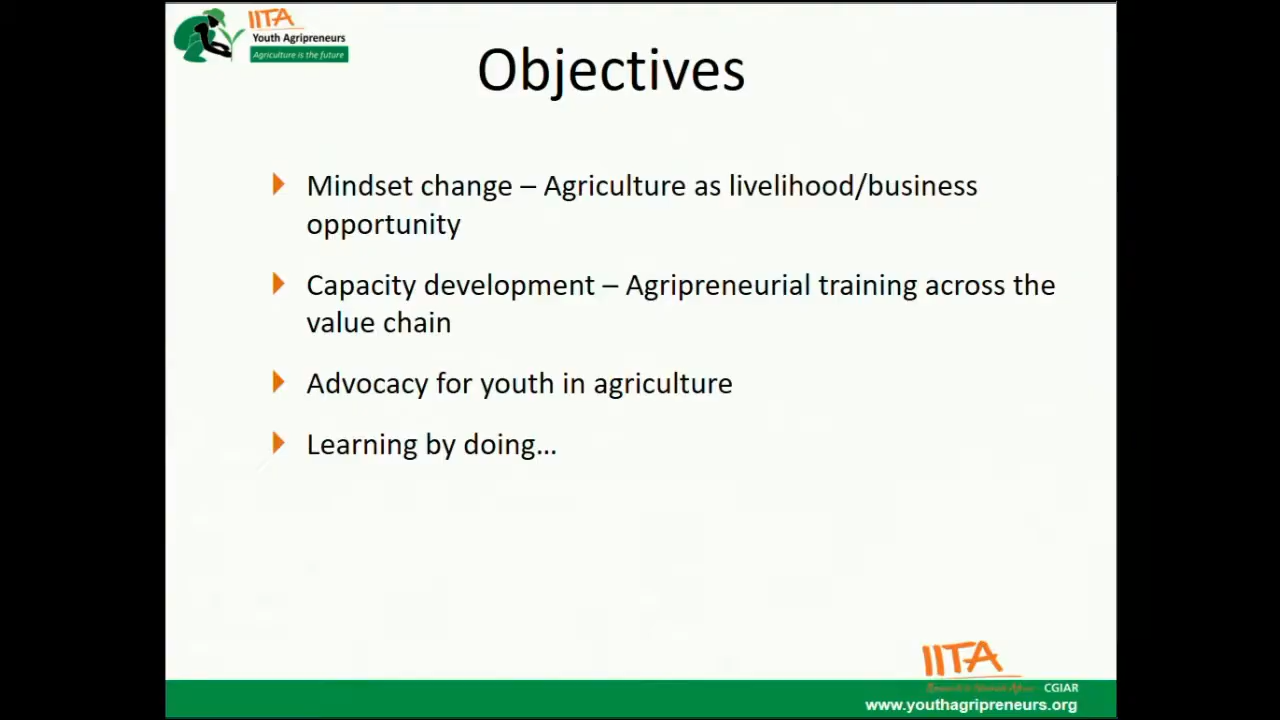 IITA
Youth Agripreneurs
Agriculture is the future
Objectives
Mindset change – Agriculture as livelihood/business
opportunity
Capacity development – Agripreneurial training across the
value chain
Advocacy for youth in agriculture
Learning by doing...
IITA
CGIAR
www.youthagripreneurs.org